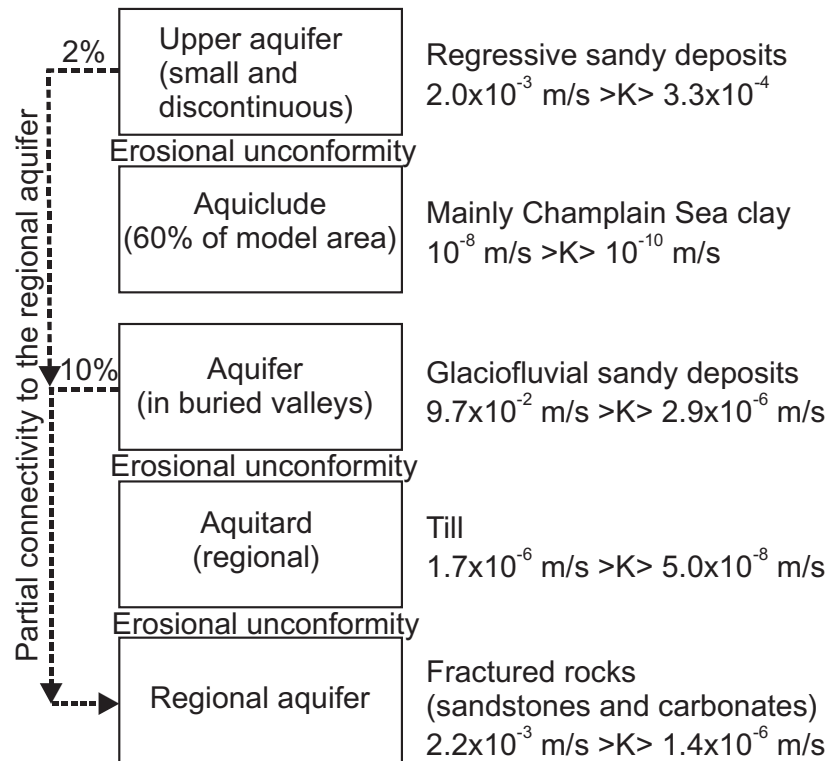 2%
Upper aquifer
(small and
discontinuous)
Regressive sandy deposits
2.0x10⁻³ m/s >K> 3.3x10⁻⁴
Erosional unconformity
Aquiclude
(60% of model area)
Mainly Champlain Sea clay
10⁻⁸ m/s >K> 10⁻¹⁰ m/s
Partial connectivity to the regional aquifer
10%
Aquifer
(in buried valleys)
Glaciofluvial sandy deposits
9.7x10⁻² m/s >K> 2.9x10⁻⁶ m/s
Erosional unconformity
Aquitard
(regional)
Till
1.7x10⁻⁶ m/s >K> 5.0x10⁻⁸ m/s
Erosional unconformity
Regional aquifer
Fractured rocks
(sandstones and carbonates)
2.2x10⁻³ m/s >K> 1.4x10⁻⁶ m/s